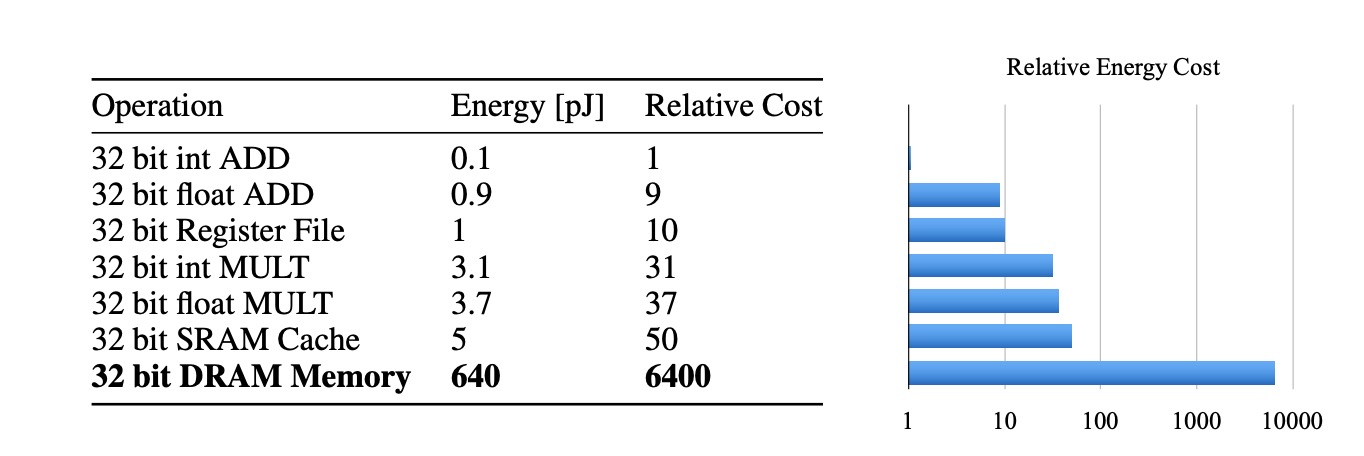 Operation Energy [pJ] Relative Cost
32 bit int ADD 0.1 1
32 bit float ADD 0.9 9
32 bit Register File 1 10
32 bit int MULT 3.1 31
32 bit float MULT 3.7 37
32 bit SRAM Cache 5 50
32 bit DRAM Memory 640 6400
Relative Energy Cost
1 10 100 1000 10000